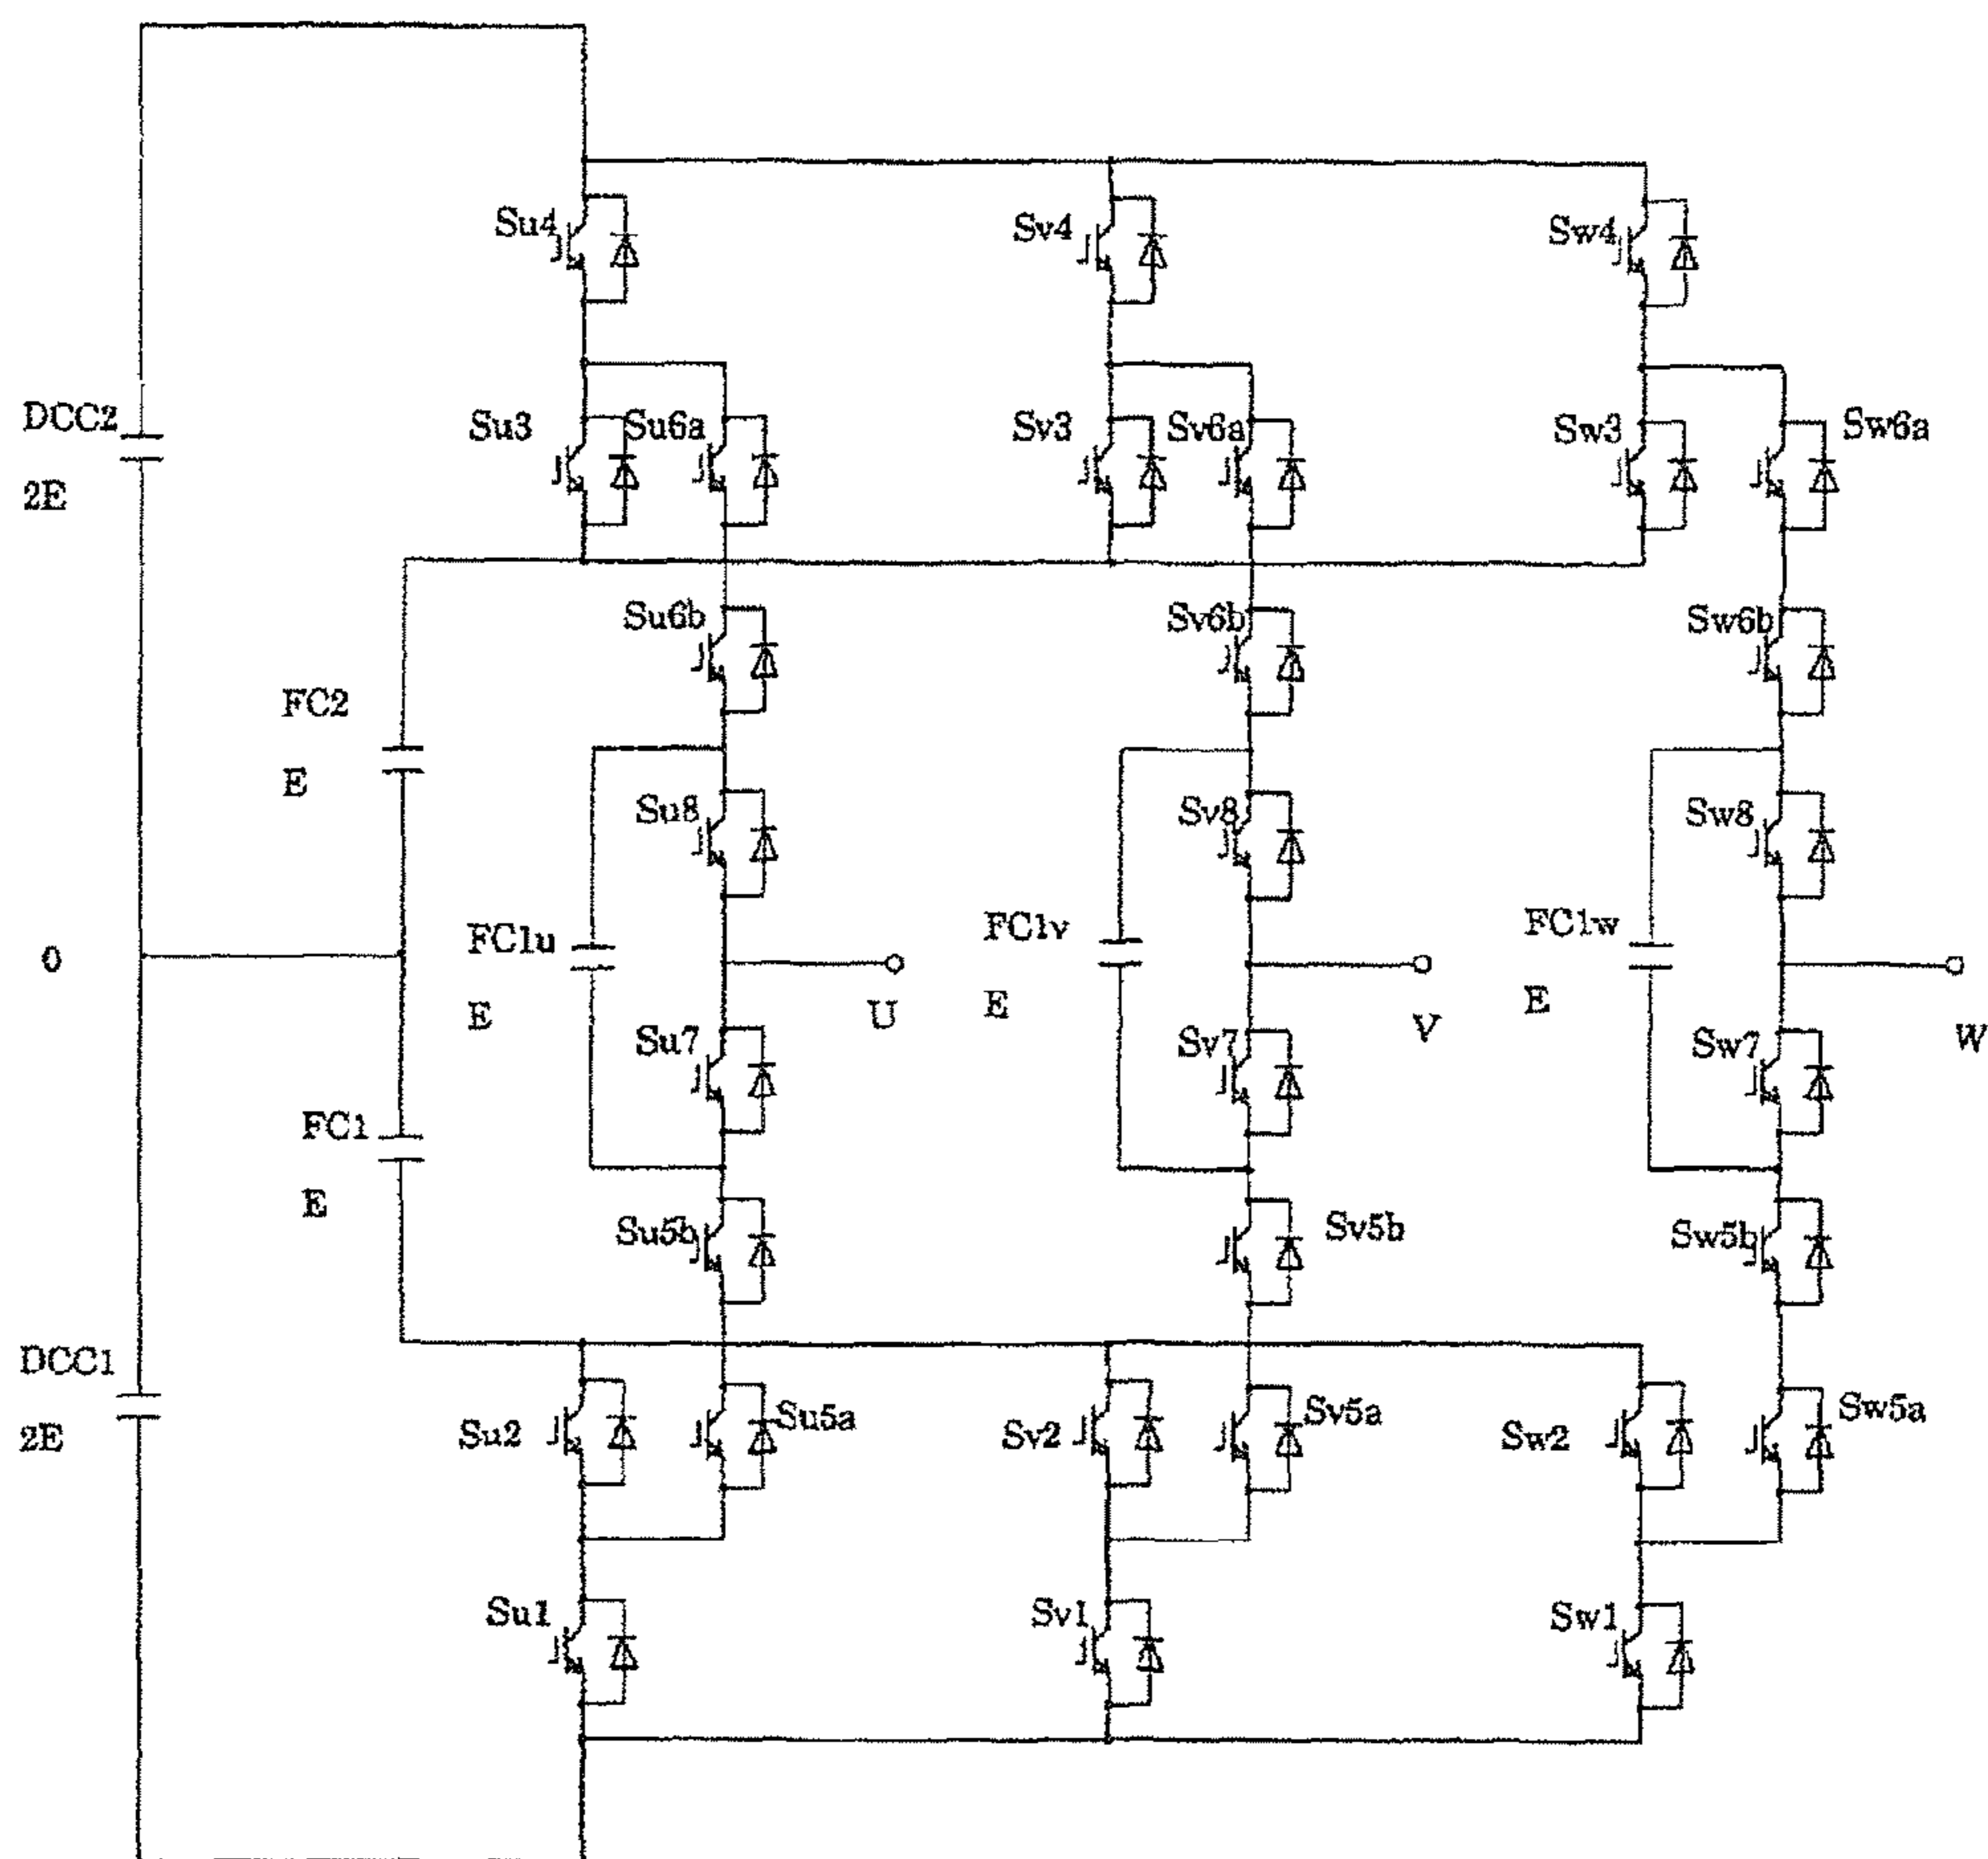 Su4
Sv4
Sw4
DCC2
2E
Su3
Su6a
Sv3
Sv6a
Sw3
Sw6a
Su6b
Sv6b
Sw6b
FC2
E
Su8
Sv8
Sw8
0
FC1u
E
U
FC1v
E
V
FC1w
E
W
Su7
Sv7
Sw7
FC1
E
Su5b
Sv5b
Sw5b
DCC1
2E
Su2
Su5a
Sv2
Sv5a
Sw2
Sw5a
Su1
Sv1
Sw1